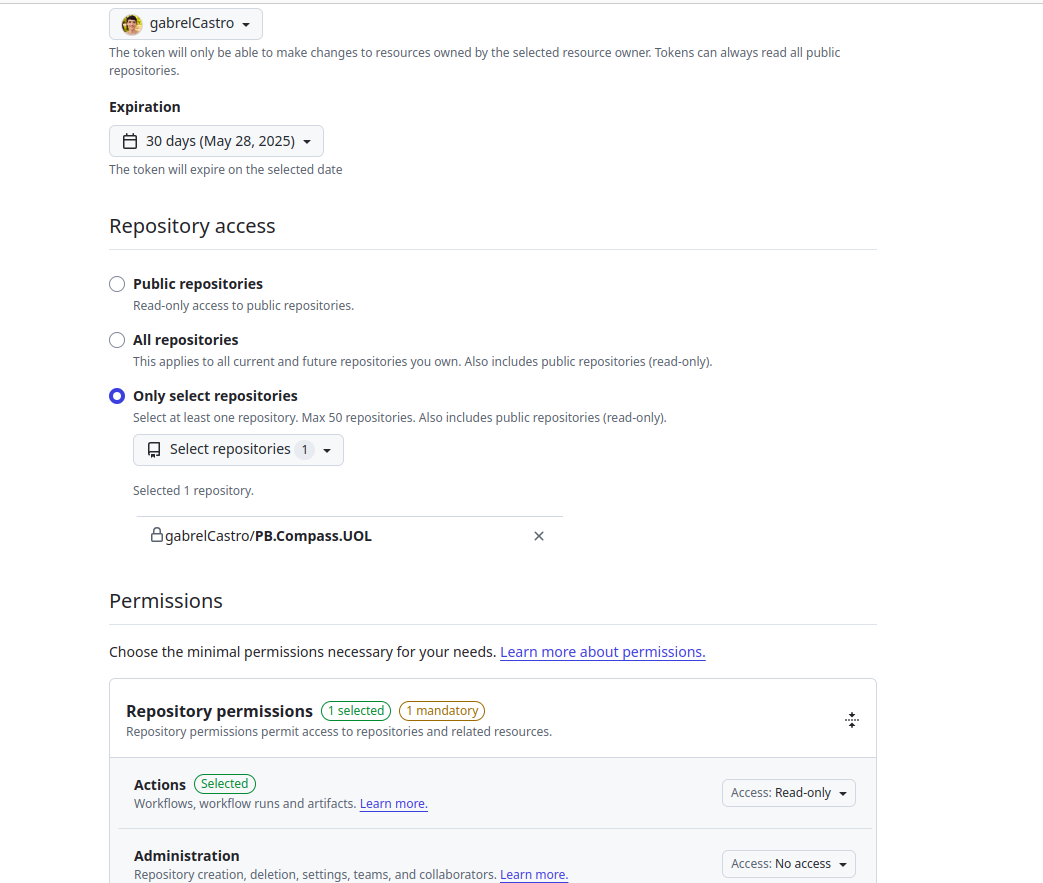 gabrelCastro
The token will only be able to make changes to resources owned by the selected resource owner. Tokens can always read all public
repositories.
Expiration
30 days (May 28, 2025)
The token will expire on the selected date
Repository access
Public repositories
Read-only access to public repositories.
All repositories
This applies to all current and future repositories you own. Also includes public repositories (read-only).
Only select repositories
Select at least one repository. Max 50 repositories. Also includes public repositories (read-only).
Select repositories 1
Selected 1 repository.
gabrelCastro/PB.Compass.UOL
Permissions
Choose the minimal permissions necessary for your needs. Learn more about permissions.
Repository permissions 1 selected 1 mandatory
Repository permissions permit access to repositories and related resources.
Actions Selected
Workflows, workflow runs and artifacts. Learn more.
Access: Read-only
Administration
Repository creation, deletion, settings, teams, and collaborators. Learn more.
Access: No access